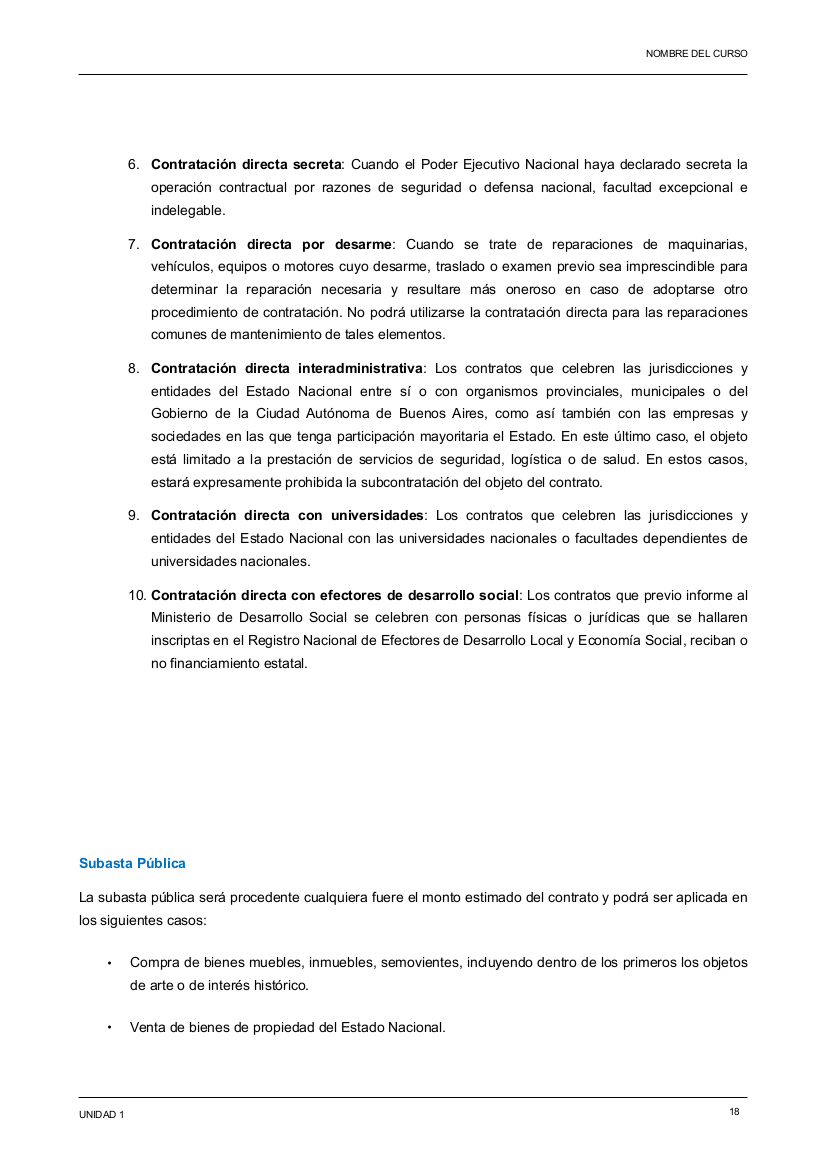 NOMBRE DEL CURSO
6. Contratación directa secreta: Cuando el Poder Ejecutivo Nacional haya declarado secreta la
operación contractual por razones de seguridad o defensa nacional, facultad excepcional e
indelegable.
7. Contratación directa por desarme: Cuando se trate de reparaciones de maquinarias,
vehículos, equipos o motores cuyo desarme, traslado o examen previo sea imprescindible para
determinar la reparación necesaria y resultare más oneroso en caso de adoptarse otro
procedimiento de contratación. No podrá utilizarse la contratación directa para las reparaciones
comunes de mantenimiento de tales elementos.
8. Contratación directa interadministrativa: Los contratos que celebren las jurisdicciones y
entidades del Estado Nacional entre sí o con organismos provinciales, municipales o del
Gobierno de la Ciudad Autónoma de Buenos Aires, como así también con las empresas y
sociedades en las que tenga participación mayoritaria el Estado. En este último caso, el objeto
está limitado a la prestación de servicios de seguridad, logística o de salud. En estos casos,
estará expresamente prohibida la subcontratación del objeto del contrato.
9. Contratación directa con universidades: Los contratos que celebren las jurisdicciones y
entidades del Estado Nacional con las universidades nacionales o facultades dependientes de
universidades nacionales.
10. Contratación directa con efectores de desarrollo social: Los contratos que previo informe al
Ministerio de Desarrollo Social se celebren con personas físicas o jurídicas que se hallaren
inscriptas en el Registro Nacional de Efectores de Desarrollo Local y Economía Social, reciban o
no financiamiento estatal.
Subasta Pública
La subasta pública será procedente cualquiera fuere el monto estimado del contrato y podrá ser aplicada en
los siguientes casos:
• Compra de bienes muebles, inmuebles, semovientes, incluyendo dentro de los primeros los objetos
de arte o de interés histórico.
• Venta de bienes de propiedad del Estado Nacional.
UNIDAD 1
18